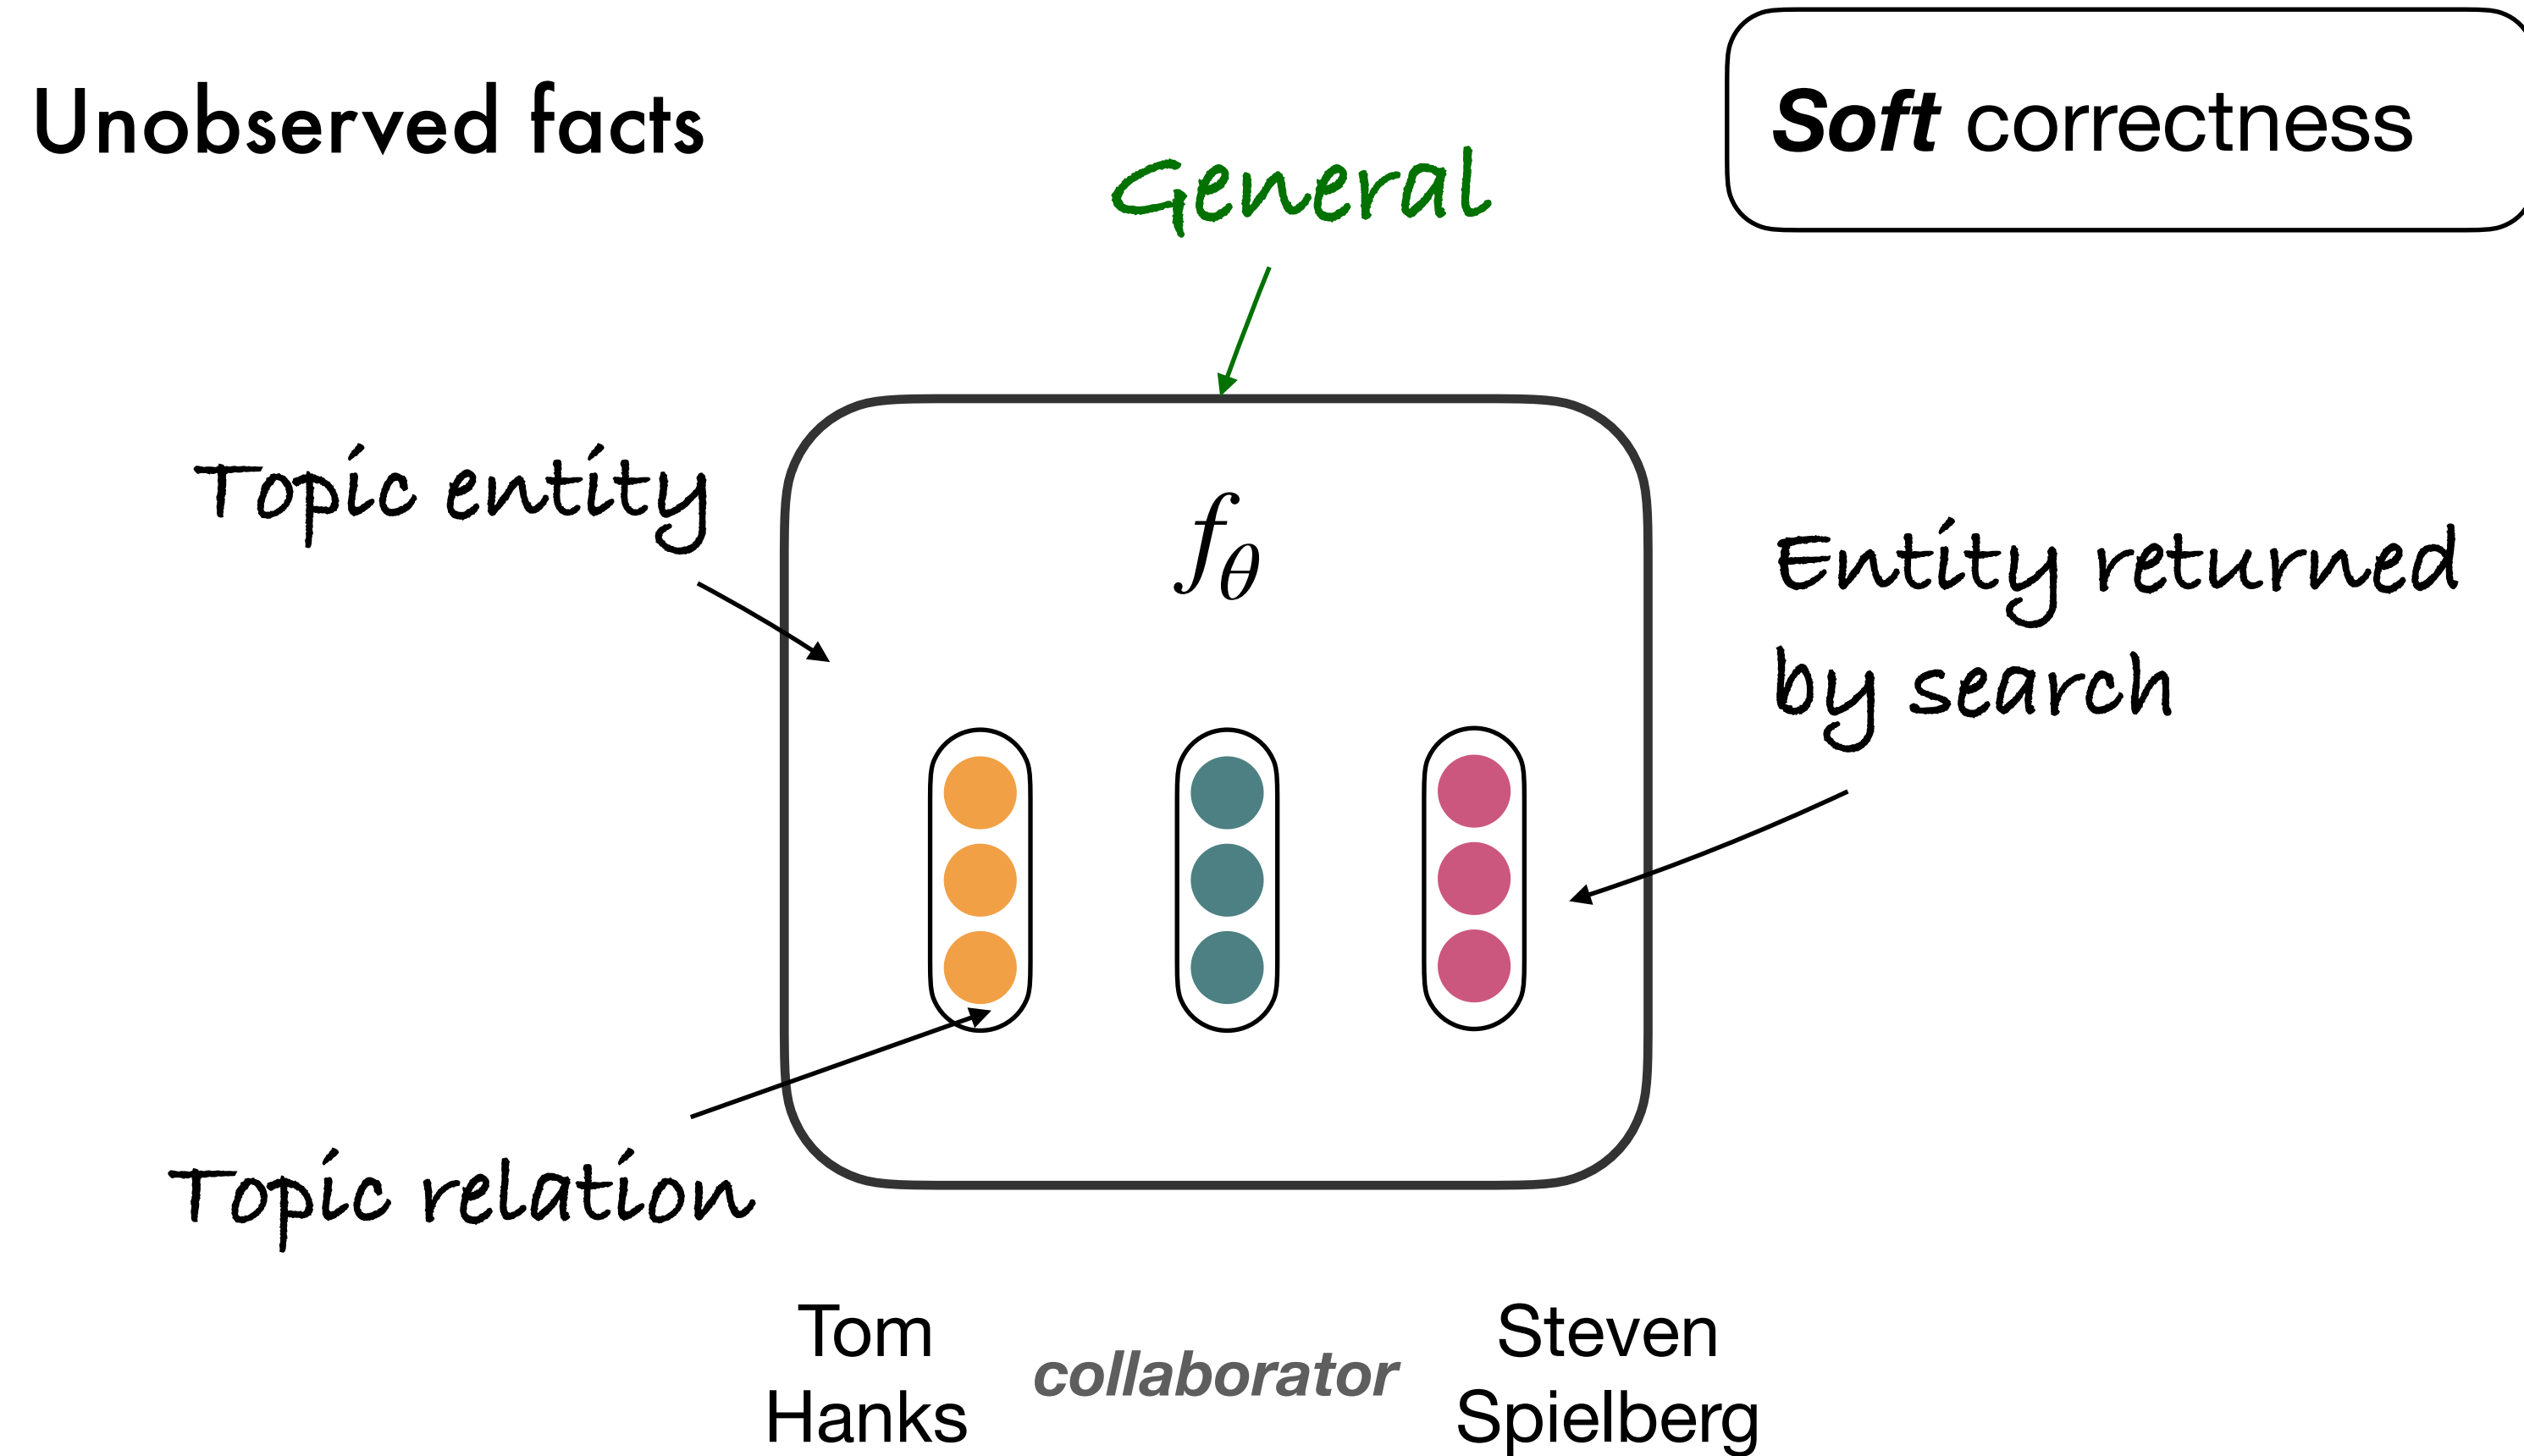 Unobserved facts
Soft correctness
General
Topic entity
fθ
Entity returned
by search
Topic relation
Tom
Hanks
collaborator
Steven
Spielberg